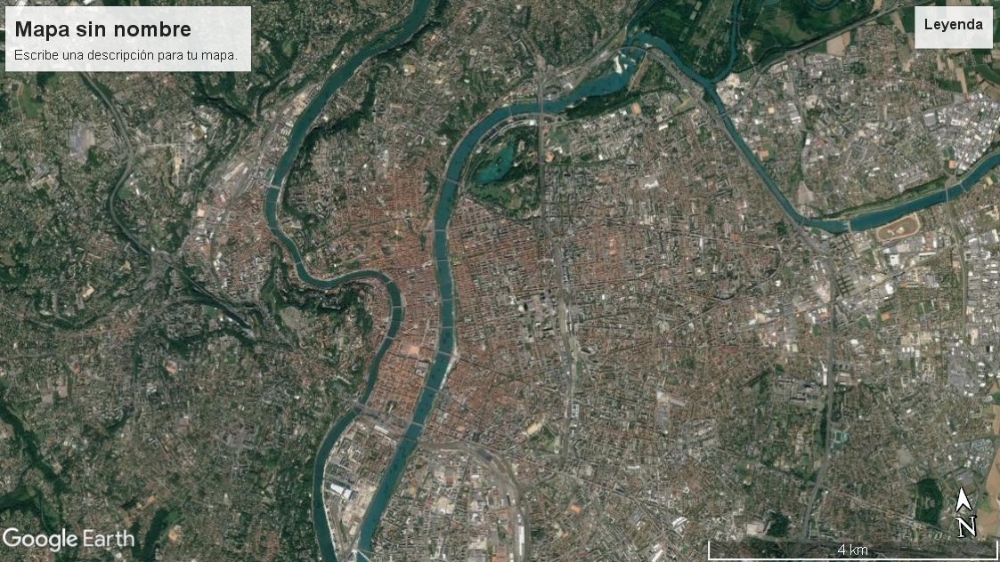 Mapa sin nombre
Escribe una descripción para tu mapa.
Leyenda
N
4 km
Google Earth